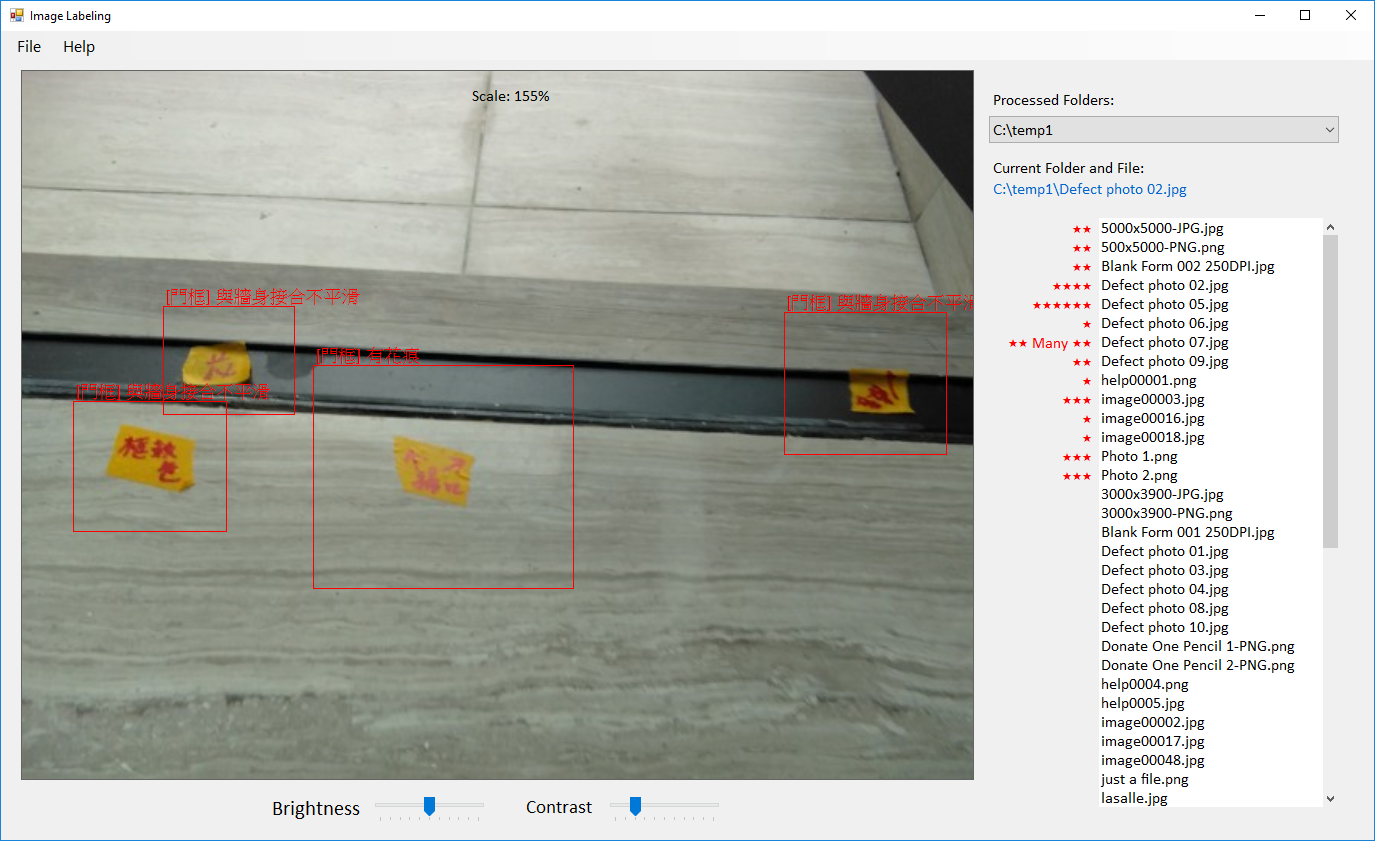 Image Labeling
File Help
Scale: 155%
[門框] 與牆身接合不平滑
[門框] 與牆身接合不平滑
[門框] 有花痕
[門框] 與牆身接合不平滑
花
框缺色
Brightness
Contrast
Processed Folders:
C:\temp1
Current Folder and File:
C:\temp1\Defect photo 02.jpg
★★ 5000x5000-JPG.jpg
★★ 500x5000-PNG.png
★★ Blank Form 002 250DPI.jpg
★★★★ Defect photo 02.jpg
★★★★★★ Defect photo 05.jpg
★ Defect photo 06.jpg
★★ Many ★★ Defect photo 07.jpg
★★ Defect photo 09.jpg
★ help00001.png
★★★ image00003.jpg
★ image00016.jpg
★ image00018.jpg
★★★ Photo 1.png
★★★ Photo 2.png
3000x3900-JPG.jpg
3000x3900-PNG.png
Blank Form 001 250DPI.jpg
Defect photo 01.jpg
Defect photo 03.jpg
Defect photo 04.jpg
Defect photo 08.jpg
Defect photo 10.jpg
Donate One Pencil 1-PNG.png
Donate One Pencil 2-PNG.png
help0004.png
help0005.jpg
image00002.jpg
image00017.jpg
image00048.jpg
just a file.png
lasalle.jpg